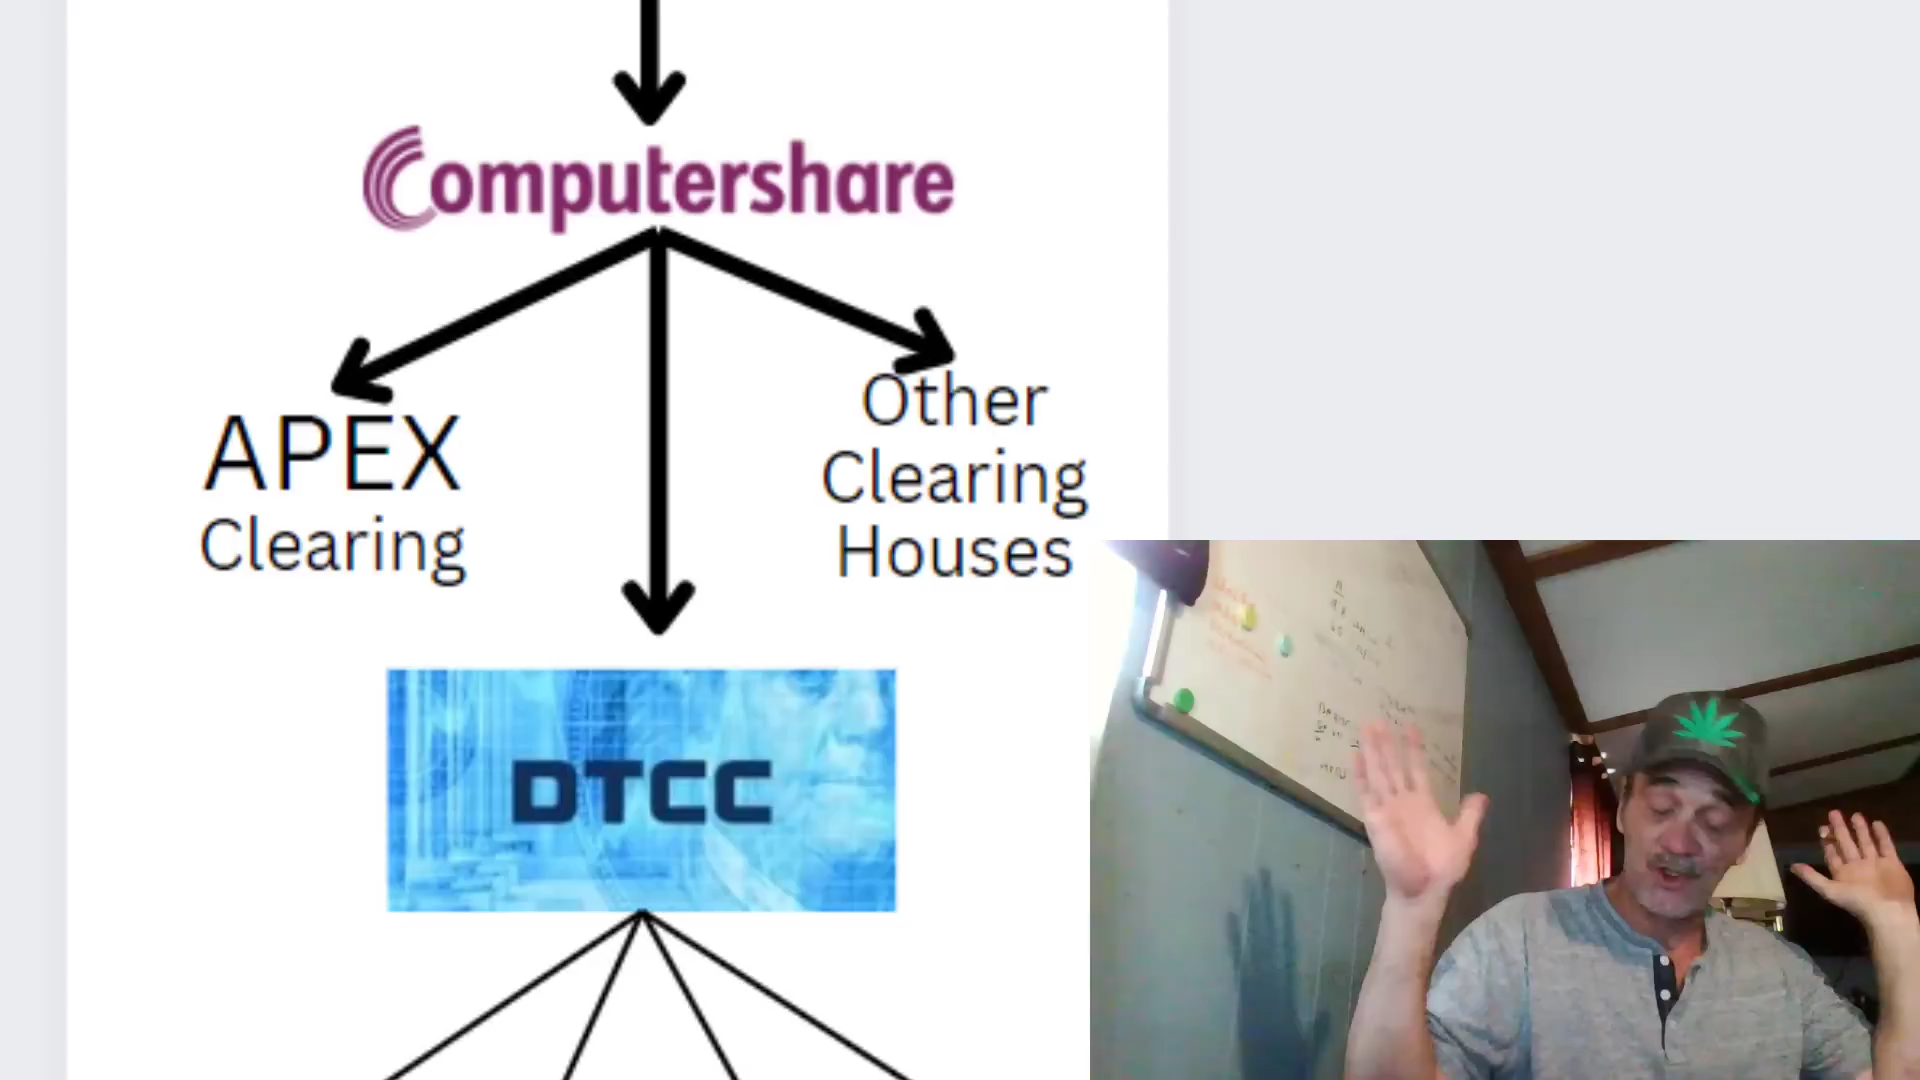 Computershare
APEX
Clearing
Other
Clearing
Houses
DTCC